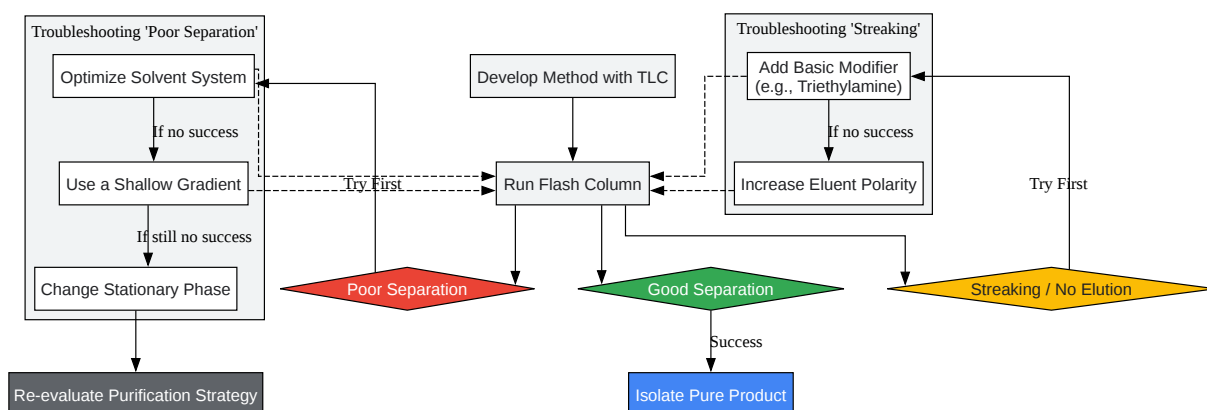 Troubleshooting 'Poor Separation'
Troubleshooting 'Streaking'
Optimize Solvent System
Develop Method with TLC
Add Basic Modifier
(e.g., Triethylamine)
If no success
If no success
Use a Shallow Gradient
Try First
Run Flash Column
Increase Eluent Polarity
Try First
If still no success
Change Stationary Phase
Poor Separation
Good Separation
Streaking / No Elution
Success
Re-evaluate Purification Strategy
Isolate Pure Product